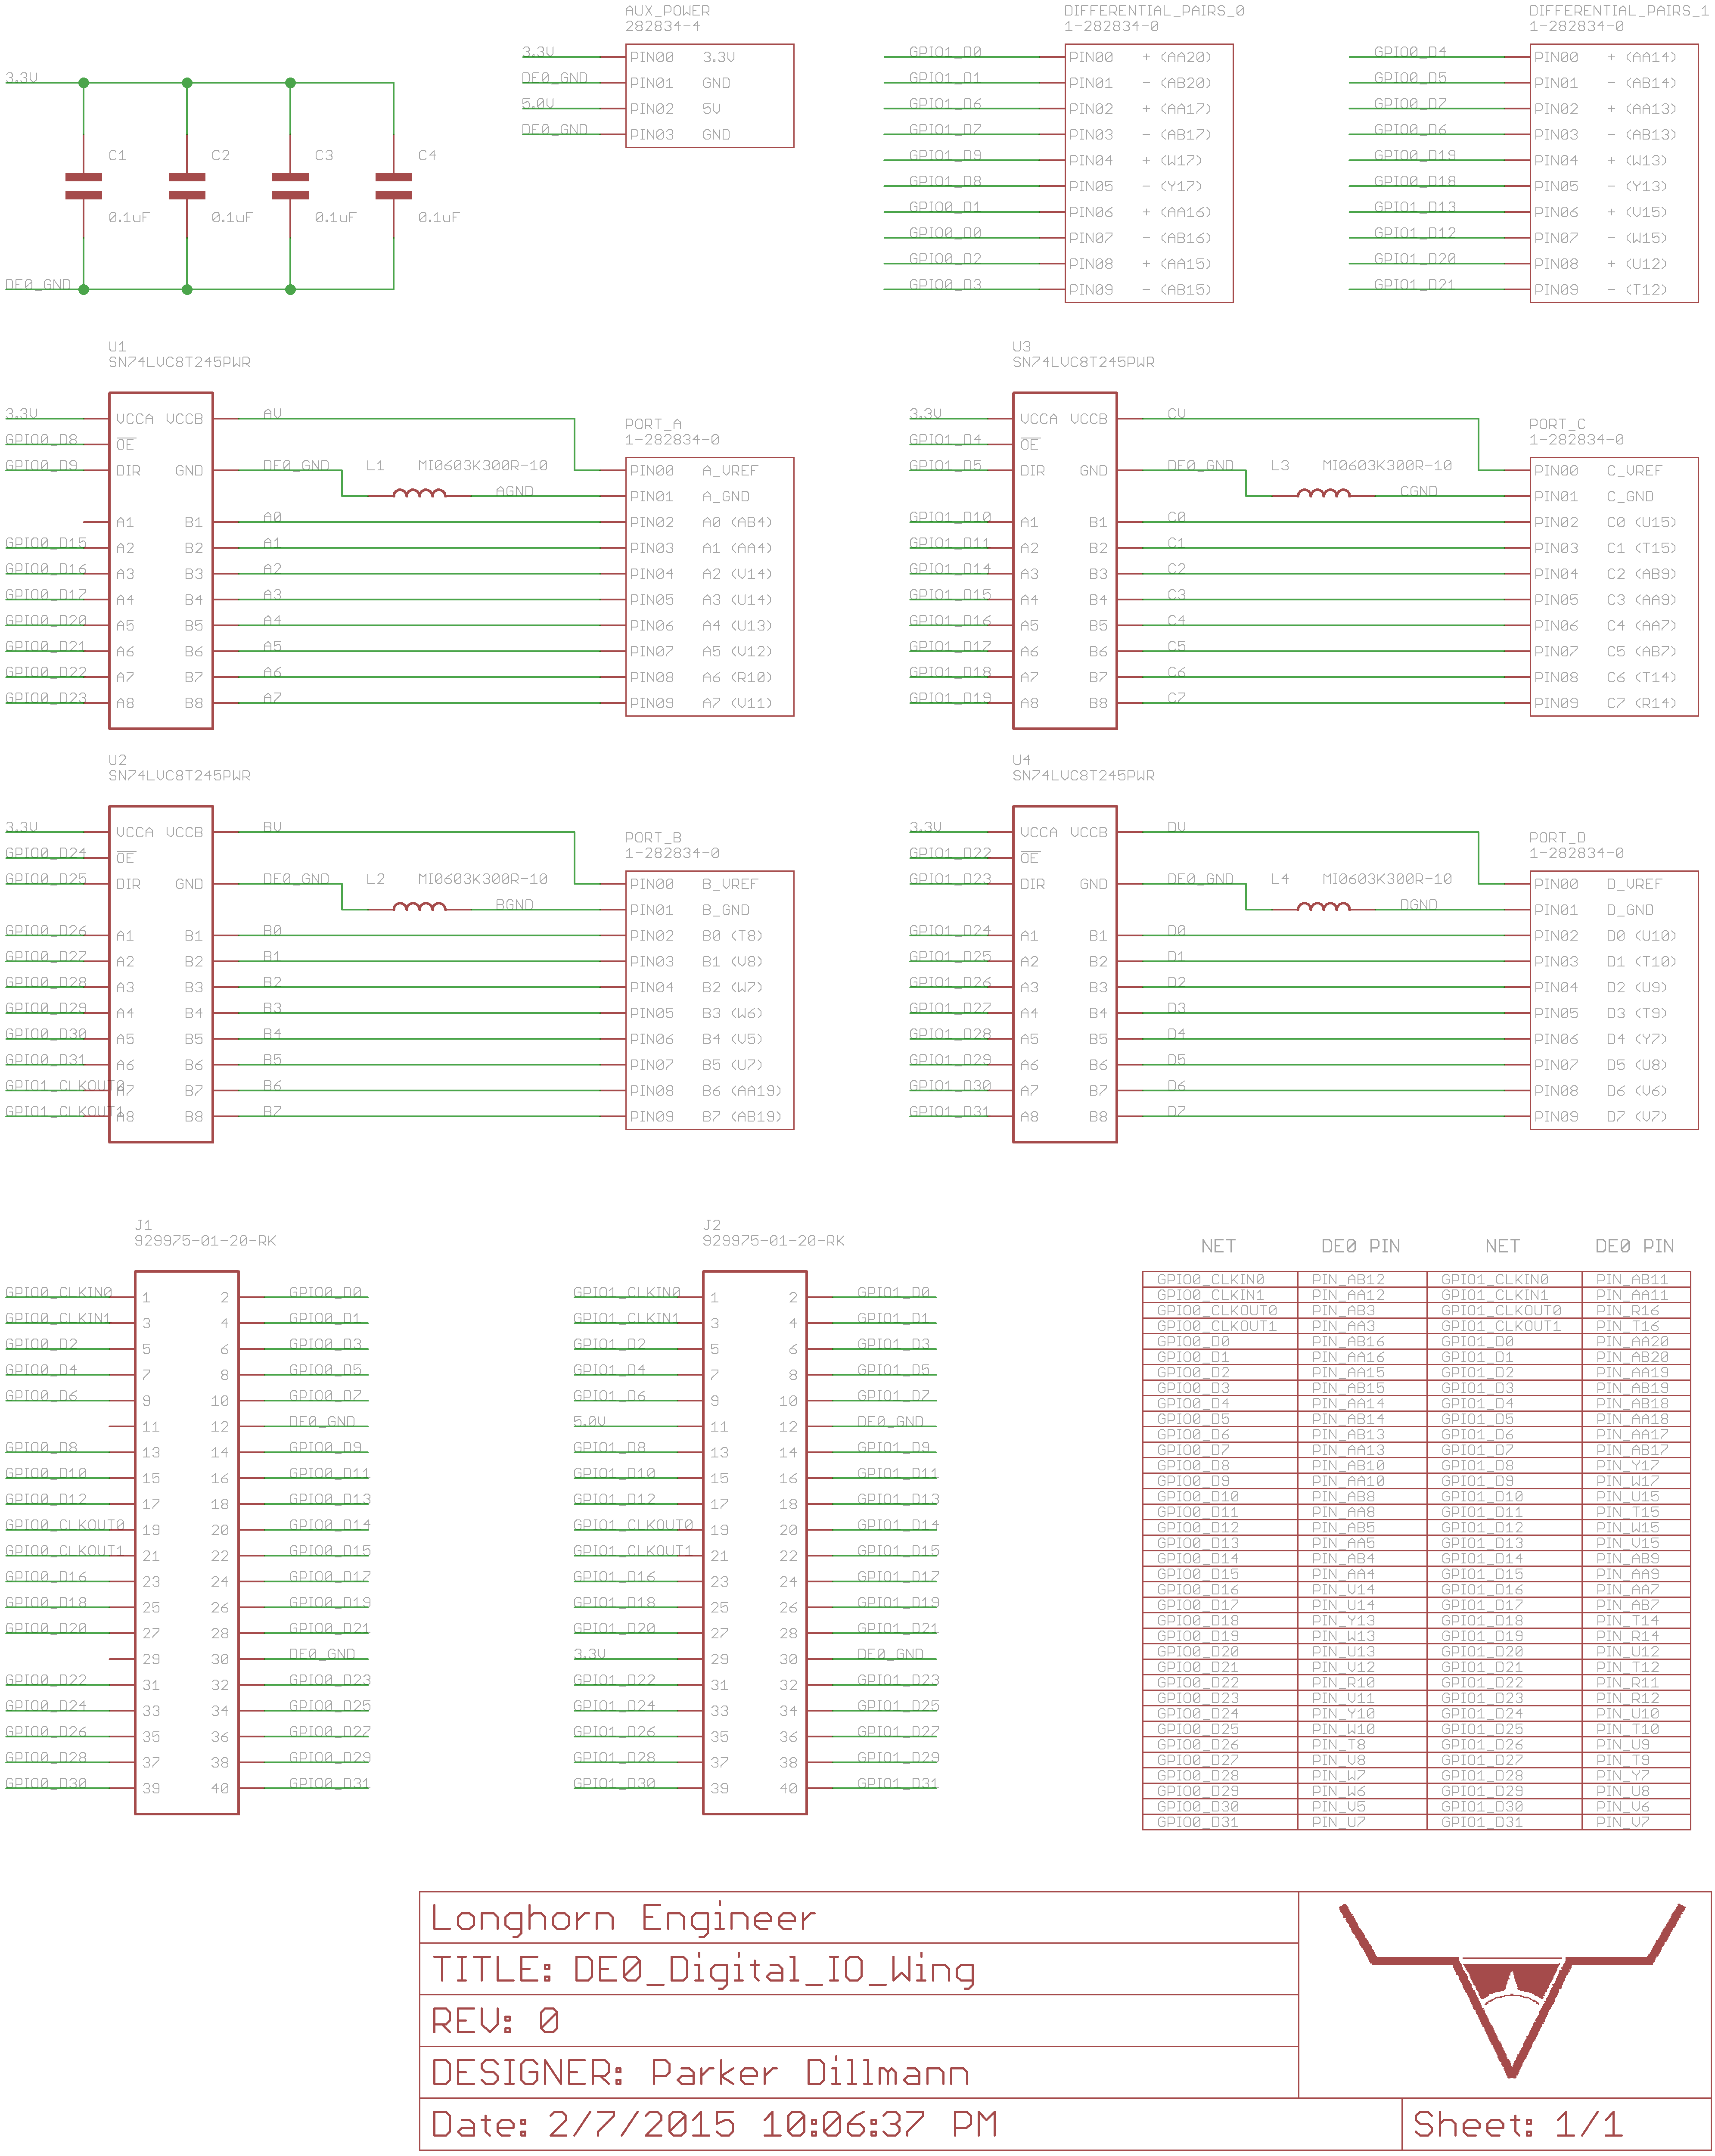 3.3V
C1
0.1uF
C2
0.1uF
C3
0.1uF
C4
0.1uF
DE0_GND
AUX_POWER
282834-4
3.3V PIN00 3.3V
DE0_GND PIN01 GND
5.0V PIN02 5V
DE0_GND PIN03 GND
DIFFERENTIAL_PAIRS_0
1-282834-0
GPIO1_D0 PIN00 + (AA20)
GPIO1_D1 PIN01 - (AB20)
GPIO1_D6 PIN02 + (AA17)
GPIO1_D7 PIN03 - (AB17)
GPIO1_D9 PIN04 + (W17)
GPIO1_D8 PIN05 - (Y17)
GPIO0_D1 PIN06 + (AA16)
GPIO0_D0 PIN07 - (AB16)
GPIO0_D2 PIN08 + (AA15)
GPIO0_D3 PIN09 - (AB15)
DIFFERENTIAL_PAIRS_1
1-282834-0
GPIO0_D4 PIN00 + (AA14)
GPIO0_D5 PIN01 - (AB14)
GPIO0_D7 PIN02 + (AA13)
GPIO0_D6 PIN03 - (AB13)
GPIO0_D19 PIN04 + (W13)
GPIO0_D18 PIN05 - (Y13)
GPIO1_D13 PIN06 + (V15)
GPIO1_D12 PIN07 - (W15)
GPIO1_D20 PIN08 + (U12)
GPIO1_D21 PIN09 - (T12)
U1
SN74LVC8T245PWR
3.3V VCCA VCCB AV
GPIO0_D8 OE
GPIO0_D9 DIR GND DE0_GND L1 MI0603K300R-10
AGND
A1 B1 A0
GPIO0_D15 A2 B2 A1
GPIO0_D16 A3 B3 A2
GPIO0_D17 A4 B4 A3
GPIO0_D20 A5 B5 A4
GPIO0_D21 A6 B6 A5
GPIO0_D22 A7 B7 A6
GPIO0_D23 A8 B8 A7
PORT_A
1-282834-0
PIN00 A_VREF
PIN01 A_GND
PIN02 A0 (AB4)
PIN03 A1 (AA4)
PIN04 A2 (V14)
PIN05 A3 (U14)
PIN06 A4 (U13)
PIN07 A5 (V12)
PIN08 A6 (R10)
PIN09 A7 (V11)
U3
SN74LVC8T245PWR
3.3V VCCA VCCB CV
GPIO1_D4 OE
GPIO1_D5 DIR GND DE0_GND L3 MI0603K300R-10
CGND
GPIO1_D10 A1 B1 C0
GPIO1_D11 A2 B2 C1
GPIO1_D14 A3 B3 C2
GPIO1_D15 A4 B4 C3
GPIO1_D16 A5 B5 C4
GPIO1_D17 A6 B6 C5
GPIO1_D18 A7 B7 C6
GPIO1_D19 A8 B8 C7
PORT_C
1-282834-0
PIN00 C_VREF
PIN01 C_GND
PIN02 C0 (U15)
PIN03 C1 (T15)
PIN04 C2 (AB9)
PIN05 C3 (AA9)
PIN06 C4 (AA7)
PIN07 C5 (AB7)
PIN08 C6 (T14)
PIN09 C7 (R14)
U2
SN74LVC8T245PWR
3.3V VCCA VCCB BV
GPIO0_D24 OE
GPIO0_D25 DIR GND DE0_GND L2 MI0603K300R-10
BGND
GPIO0_D26 A1 B1 B0
GPIO0_D27 A2 B2 B1
GPIO0_D28 A3 B3 B2
GPIO0_D29 A4 B4 B3
GPIO0_D30 A5 B5 B4
GPIO0_D31 A6 B6 B5
GPIO1_CLKOUT0 A7 B7 B6
GPIO1_CLKOUT1 A8 B8 B7
PORT_B
1-282834-0
PIN00 B_VREF
PIN01 B_GND
PIN02 B0 (T8)
PIN03 B1 (V8)
PIN04 B2 (W7)
PIN05 B3 (W6)
PIN06 B4 (V5)
PIN07 B5 (U7)
PIN08 B6 (AA19)
PIN09 B7 (AB19)
U4
SN74LVC8T245PWR
3.3V VCCA VCCB DV
GPIO1_D22 OE
GPIO1_D23 DIR GND DE0_GND L4 MI0603K300R-10
DGND
GPIO1_D24 A1 B1 D0
GPIO1_D25 A2 B2 D1
GPIO1_D26 A3 B3 D2
GPIO1_D27 A4 B4 D3
GPIO1_D28 A5 B5 D4
GPIO1_D29 A6 B6 D5
GPIO1_D30 A7 B7 D6
GPIO1_D31 A8 B8 D7
PORT_D
1-282834-0
PIN00 D_VREF
PIN01 D_GND
PIN02 D0 (U10)
PIN03 D1 (T10)
PIN04 D2 (U9)
PIN05 D3 (T9)
PIN06 D4 (Y7)
PIN07 D5 (U8)
PIN08 D6 (V6)
PIN09 D7 (V7)
J1
929975-01-20-RK
GPIO0_CLKIN0 1 2 GPIO0_D0
GPIO0_CLKIN1 3 4 GPIO0_D1
GPIO0_D2 5 6 GPIO0_D3
GPIO0_D4 7 8 GPIO0_D5
GPIO0_D6 9 10 GPIO0_D7
11 12 DE0_GND
GPIO0_D8 13 14 GPIO0_D9
GPIO0_D10 15 16 GPIO0_D11
GPIO0_D12 17 18 GPIO0_D13
GPIO0_CLKOUT0 19 20 GPIO0_D14
GPIO0_CLKOUT1 21 22 GPIO0_D15
GPIO0_D16 23 24 GPIO0_D17
GPIO0_D18 25 26 GPIO0_D19
GPIO0_D20 27 28 GPIO0_D21
29 30 DE0_GND
GPIO0_D22 31 32 GPIO0_D23
GPIO0_D24 33 34 GPIO0_D25
GPIO0_D26 35 36 GPIO0_D27
GPIO0_D28 37 38 GPIO0_D29
GPIO0_D30 39 40 GPIO0_D31
J2
929975-01-20-RK
GPIO1_CLKIN0 1 2 GPIO1_D0
GPIO1_CLKIN1 3 4 GPIO1_D1
GPIO1_D2 5 6 GPIO1_D3
GPIO1_D4 7 8 GPIO1_D5
GPIO1_D6 9 10 GPIO1_D7
5.0V 11 12 DE0_GND
GPIO1_D8 13 14 GPIO1_D9
GPIO1_D10 15 16 GPIO1_D11
GPIO1_D12 17 18 GPIO1_D13
GPIO1_CLKOUT0 19 20 GPIO1_D14
GPIO1_CLKOUT1 21 22 GPIO1_D15
GPIO1_D16 23 24 GPIO1_D17
GPIO1_D18 25 26 GPIO1_D19
GPIO1_D20 27 28 GPIO1_D21
3.3V 29 30 DE0_GND
GPIO1_D22 31 32 GPIO1_D23
GPIO1_D24 33 34 GPIO1_D25
GPIO1_D26 35 36 GPIO1_D27
GPIO1_D28 37 38 GPIO1_D29
GPIO1_D30 39 40 GPIO1_D31
NET DE0 PIN NET DE0 PIN
GPIO0_CLKIN0 PIN_AB12 GPIO1_CLKIN0 PIN_AB11
GPIO0_CLKIN1 PIN_AA12 GPIO1_CLKIN1 PIN_AA11
GPIO0_CLKOUT0 PIN_AB3 GPIO1_CLKOUT0 PIN_R16
GPIO0_CLKOUT1 PIN_AA3 GPIO1_CLKOUT1 PIN_T16
GPIO0_D0 PIN_AB16 GPIO1_D0 PIN_AA20
GPIO0_D1 PIN_AA16 GPIO1_D1 PIN_AB20
GPIO0_D2 PIN_AA15 GPIO1_D2 PIN_AA19
GPIO0_D3 PIN_AB15 GPIO1_D3 PIN_AB19
GPIO0_D4 PIN_AA14 GPIO1_D4 PIN_AB18
GPIO0_D5 PIN_AB14 GPIO1_D5 PIN_AA18
GPIO0_D6 PIN_AB13 GPIO1_D6 PIN_AA17
GPIO0_D7 PIN_AA13 GPIO1_D7 PIN_AB17
GPIO0_D8 PIN_AB10 GPIO1_D8 PIN_Y17
GPIO0_D9 PIN_AA10 GPIO1_D9 PIN_W17
GPIO0_D10 PIN_AB8 GPIO1_D10 PIN_U15
GPIO0_D11 PIN_AA8 GPIO1_D11 PIN_T15
GPIO0_D12 PIN_AB5 GPIO1_D12 PIN_W15
GPIO0_D13 PIN_AA5 GPIO1_D13 PIN_V15
GPIO0_D14 PIN_AB4 GPIO1_D14 PIN_AB9
GPIO0_D15 PIN_AA4 GPIO1_D15 PIN_AA9
GPIO0_D16 PIN_V14 GPIO1_D16 PIN_AA7
GPIO0_D17 PIN_U14 GPIO1_D17 PIN_AB7
GPIO0_D18 PIN_Y13 GPIO1_D18 PIN_T14
GPIO0_D19 PIN_W13 GPIO1_D19 PIN_R14
GPIO0_D20 PIN_U13 GPIO1_D20 PIN_U12
GPIO0_D21 PIN_V12 GPIO1_D21 PIN_T12
GPIO0_D22 PIN_R10 GPIO1_D22 PIN_R11
GPIO0_D23 PIN_V11 GPIO1_D23 PIN_R12
GPIO0_D24 PIN_Y10 GPIO1_D24 PIN_U10
GPIO0_D25 PIN_W10 GPIO1_D25 PIN_T10
GPIO0_D26 PIN_T8 GPIO1_D26 PIN_U9
GPIO0_D27 PIN_V8 GPIO1_D27 PIN_T9
GPIO0_D28 PIN_W7 GPIO1_D28 PIN_Y7
GPIO0_D29 PIN_W6 GPIO1_D29 PIN_U8
GPIO0_D30 PIN_V5 GPIO1_D30 PIN_V6
GPIO0_D31 PIN_U7 GPIO1_D31 PIN_V7
Longhorn Engineer
TITLE: DE0_Digital_IO_Wing
REV: 0
DESIGNER: Parker Dillmann
Date: 2/7/2015 10:06:37 PM
Sheet: 1/1